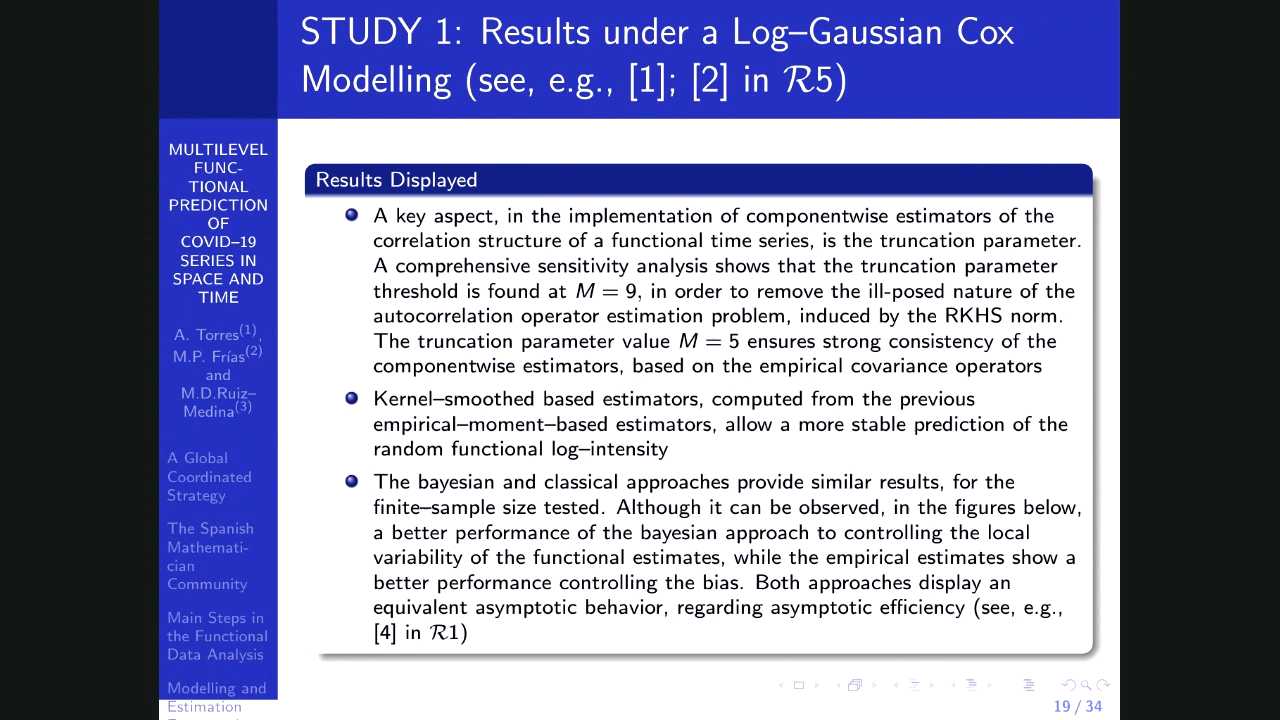 STUDY 1: Results under a Log–Gaussian Cox
Modelling (see, e.g., [1]; [2] in ℛ5)
MULTILEVEL
FUNC-
TIONAL
PREDICTION
OF
COVID–19
SERIES IN
SPACE AND
TIME
A. Torres(1),
M.P. Frías(2)
and
M.D.Ruiz–
Medina(3)
A Global
Coordinated
Strategy
The Spanish
Mathemati-
cian
Community
Main Steps in
the Functional
Data Analysis
Modelling and
Estimation
Results Displayed
A key aspect, in the implementation of componentwise estimators of the
correlation structure of a functional time series, is the truncation parameter.
A comprehensive sensitivity analysis shows that the truncation parameter
threshold is found at M = 9, in order to remove the ill-posed nature of the
autocorrelation operator estimation problem, induced by the RKHS norm.
The truncation parameter value M = 5 ensures strong consistency of the
componentwise estimators, based on the empirical covariance operators
Kernel–smoothed based estimators, computed from the previous
empirical–moment–based estimators, allow a more stable prediction of the
random functional log–intensity
The bayesian and classical approaches provide similar results, for the
finite–sample size tested. Although it can be observed, in the figures below,
a better performance of the bayesian approach to controlling the local
variability of the functional estimates, while the empirical estimates show a
better performance controlling the bias. Both approaches display an
equivalent asymptotic behavior, regarding asymptotic efficiency (see, e.g.,
[4] in ℛ1)
19 / 34